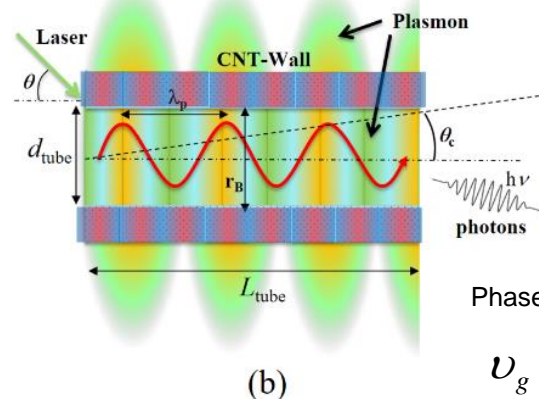 Plasmon
Laser
CNT-Wall
θ
λp
dtube
rB
θc
hν
photons
Ltube
Phase
(b)
υg